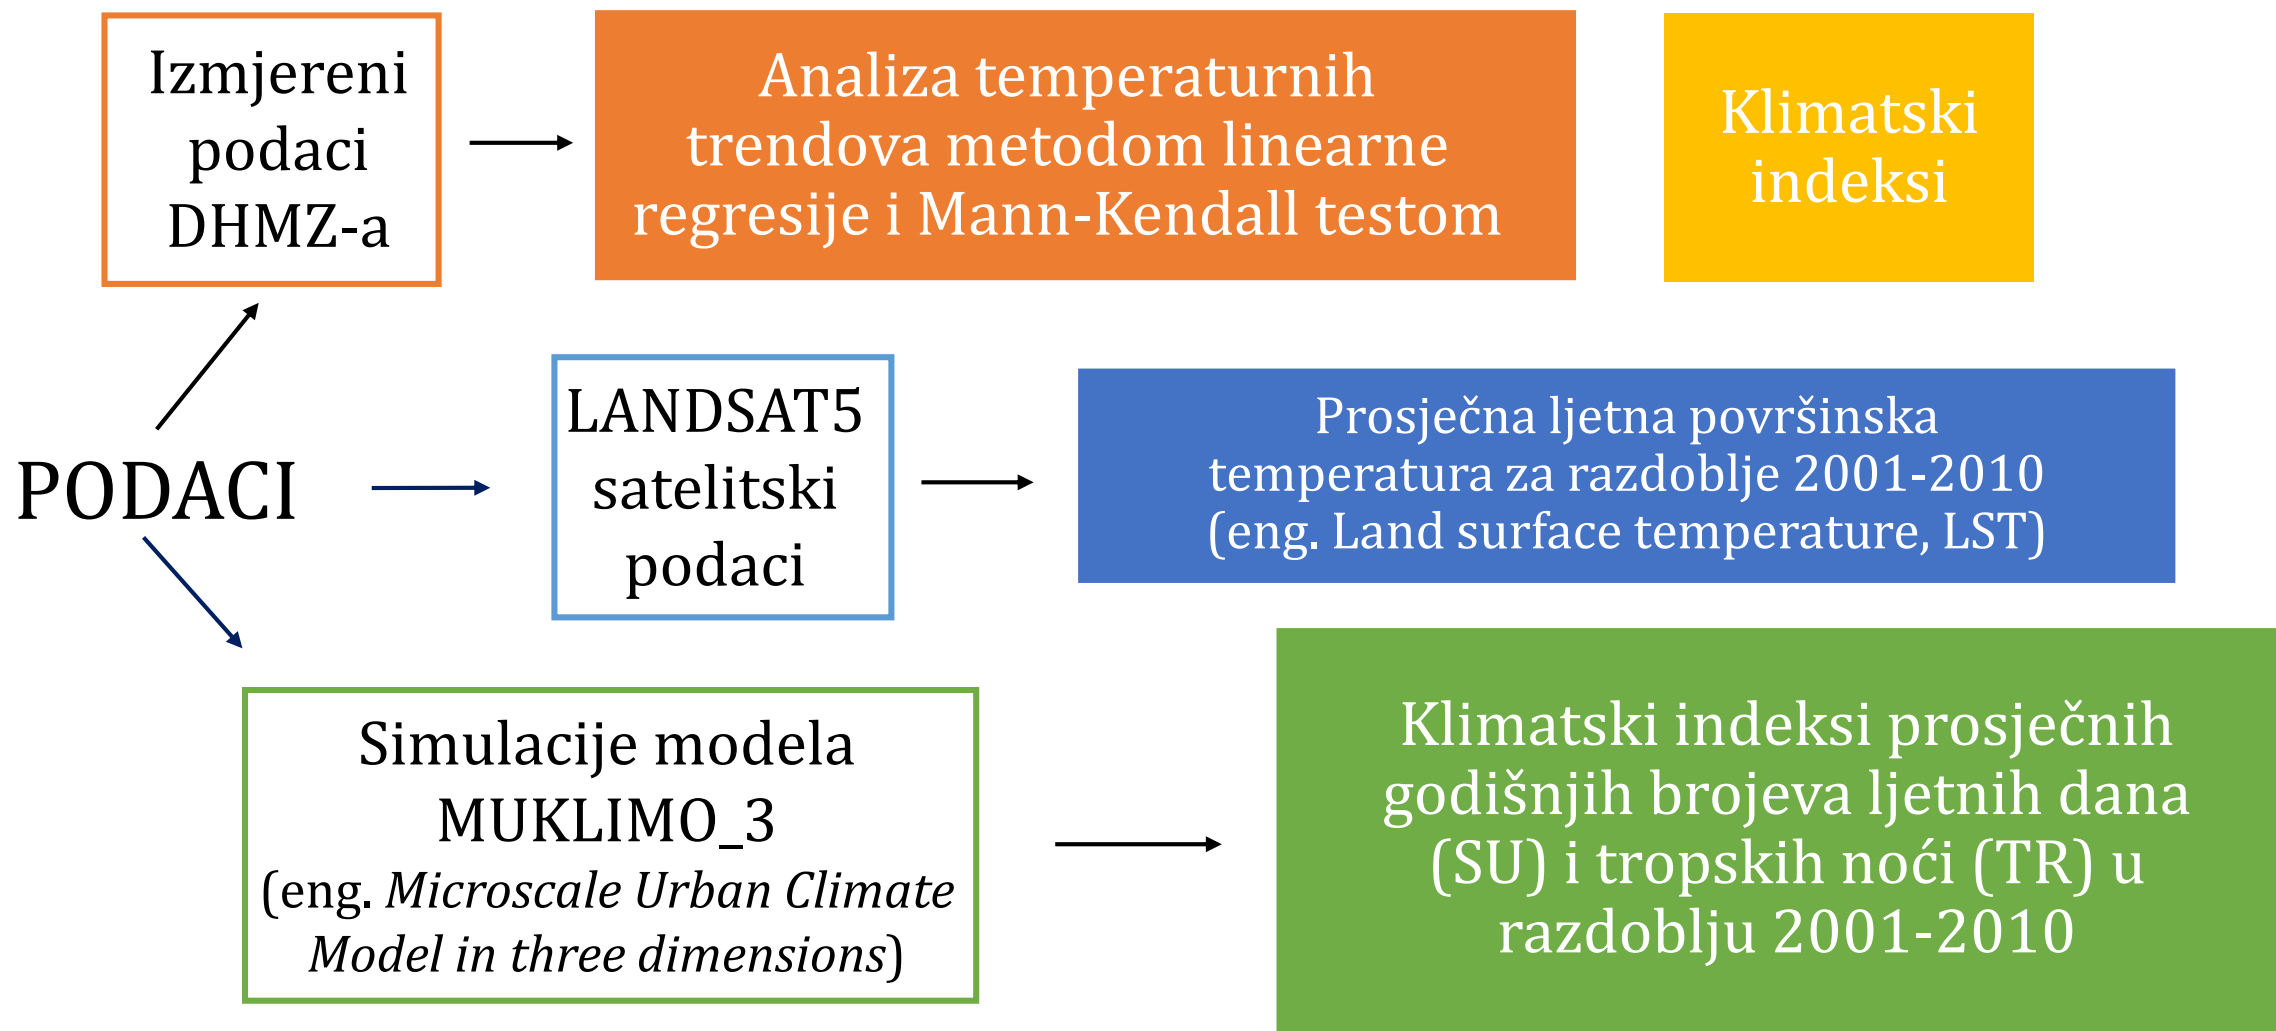 Izmjereni
podaci
DHMZ-a
Analiza temperaturnih
trendova metodom linearne
regresije i Mann-Kendall testom
Klimatski
indeksi
PODACI
LANDSAT5
satelitski
podaci
Prosječna ljetna površinska
temperatura za razdoblje 2001-2010
(eng. Land surface temperature, LST)
Simulacije modela
MUKLIMO_3
(eng. Microscale Urban Climate
Model in three dimensions)
Klimatski indeksi prosječnih
godišnjih brojeva ljetnih dana
(SU) i tropskih noći (TR) u
razdoblju 2001-2010